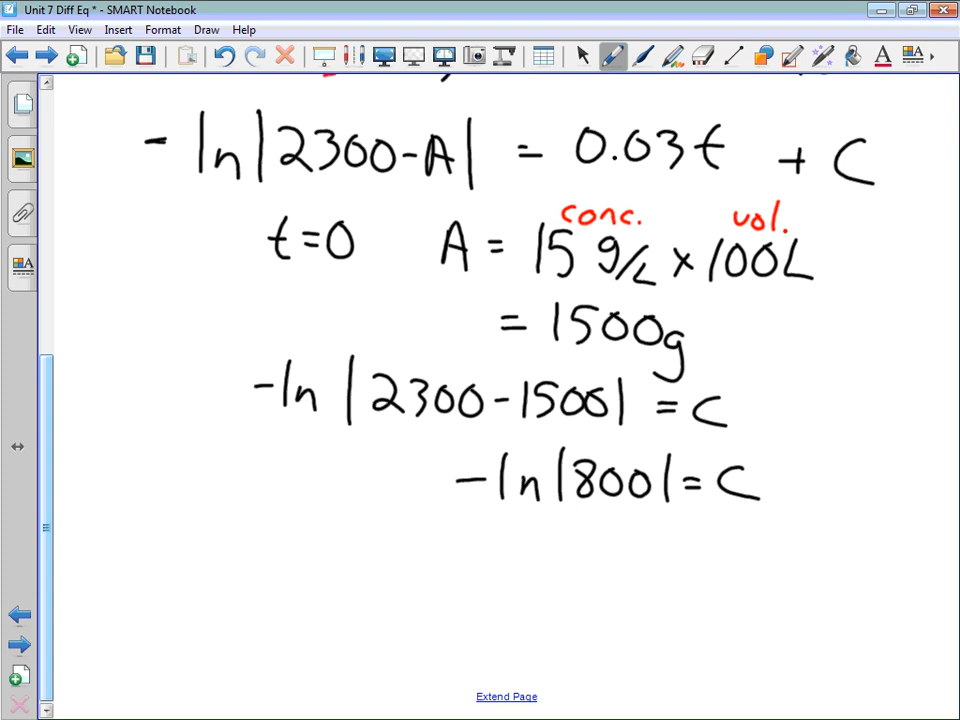 Unit 7 Diff Eq * - SMART Notebook
File Edit View Insert Format Draw Help
- ln|2300-A| = 0.03t + C
conc. vol.
t=0 A = 15 g/L x 100L
= 1500g
-ln |2300-1500| = C
-ln|800| = C
Extend Page